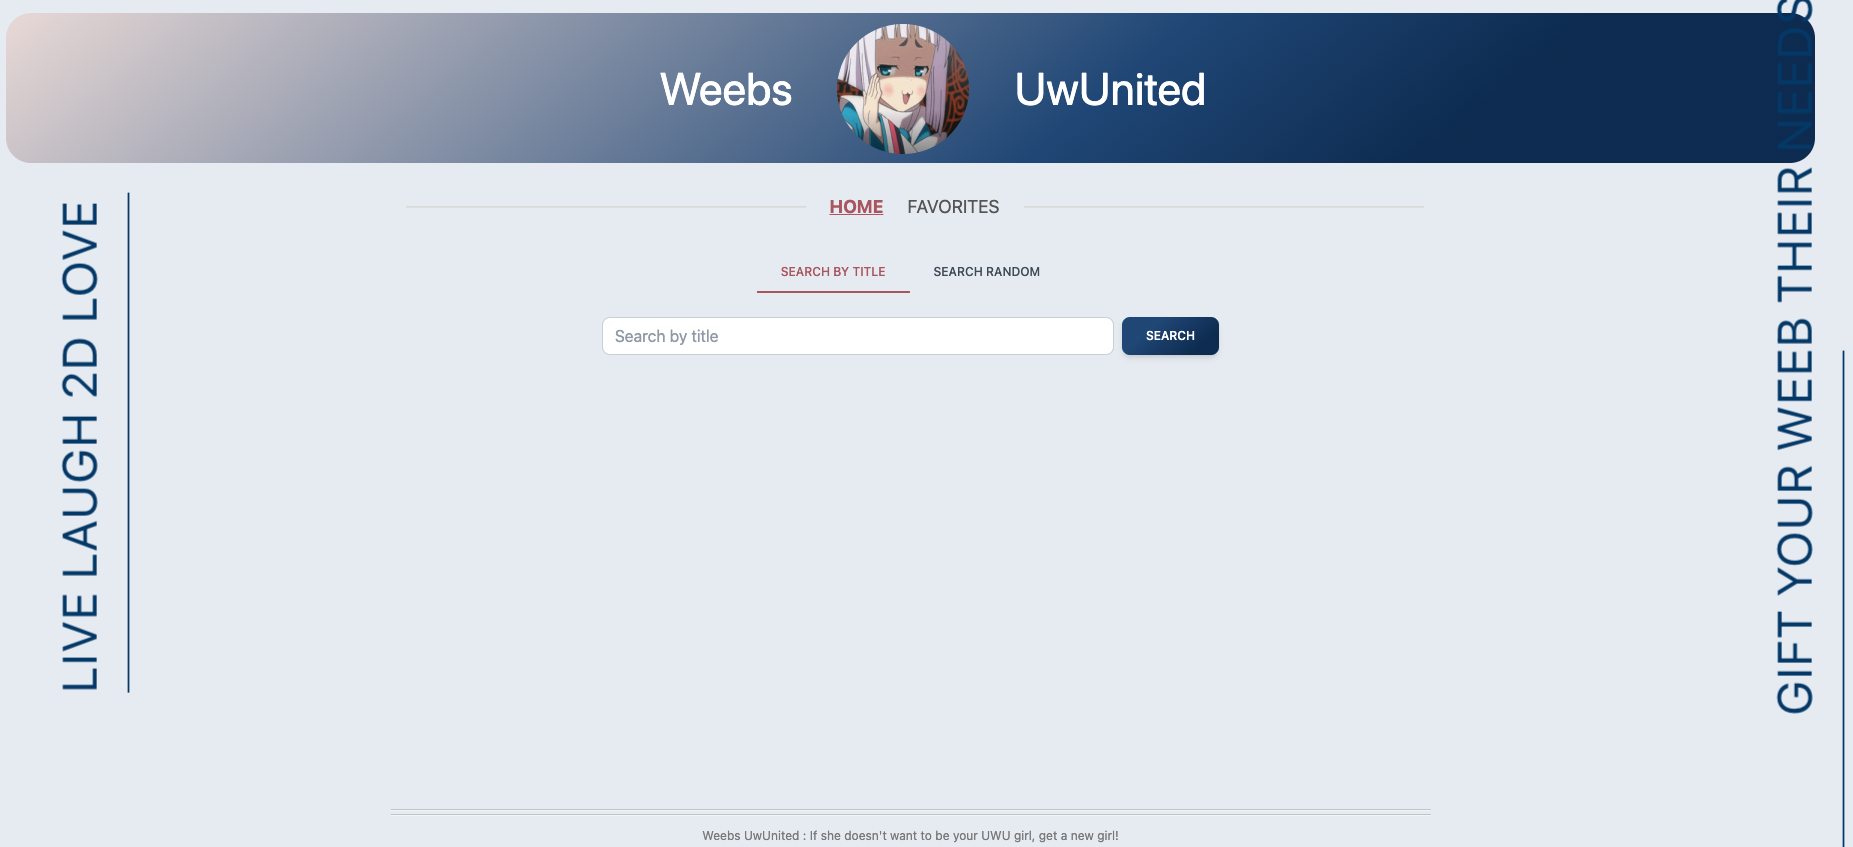 Weebs UwUnited
HOME FAVORITES
SEARCH BY TITLE SEARCH RANDOM
Search by title SEARCH
LIVE LAUGH 2D LOVE
GIFT YOUR WEEB THEIR NEEDS
Weebs UwUnited : If she doesn't want to be your UWU girl, get a new girl!